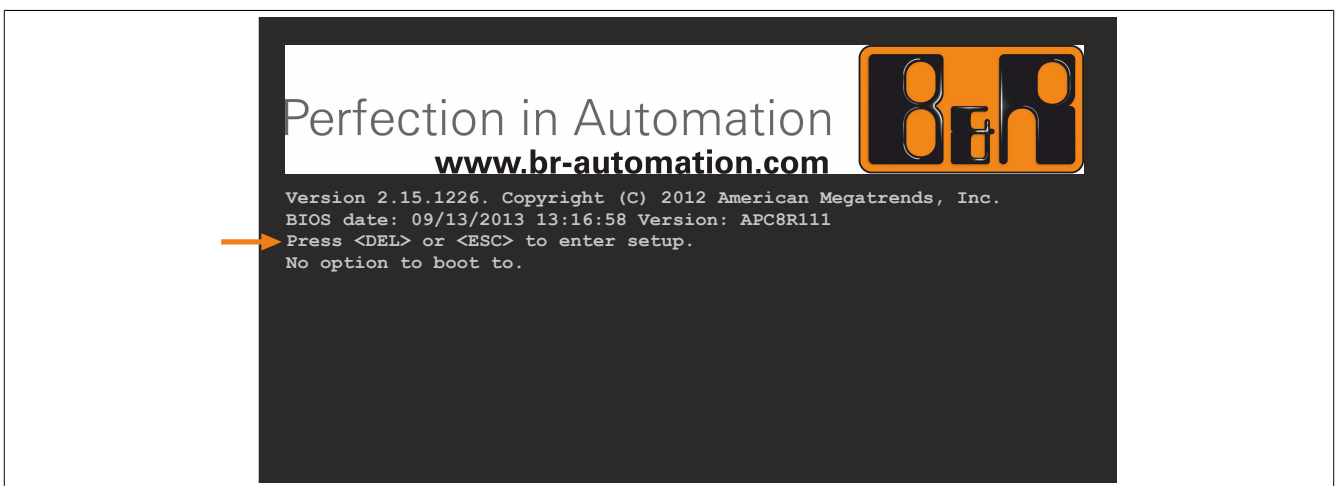 Perfection in Automation
www.br-automation.com
B&R
Version 2.15.1226. Copyright (C) 2012 American Megatrends, Inc.
BIOS date: 09/13/2013 13:16:58 Version: APC8R111
Press <DEL> or <ESC> to enter setup.
No option to boot to.